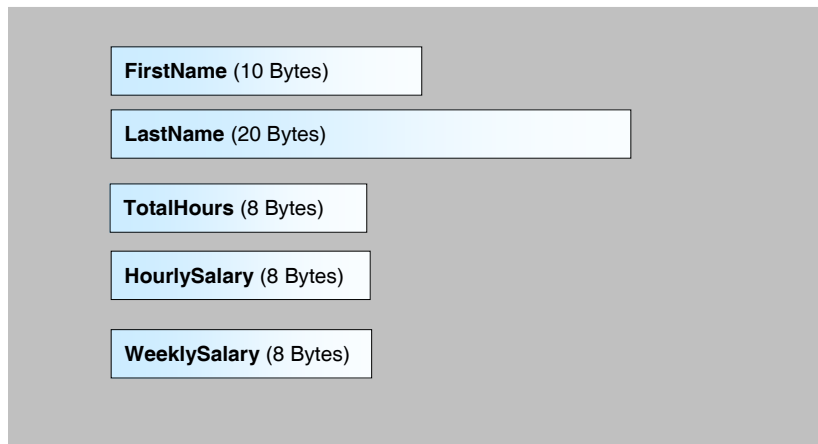 FirstName (10 Bytes)
LastName (20 Bytes)
TotalHours (8 Bytes)
HourlySalary (8 Bytes)
WeeklySalary (8 Bytes)